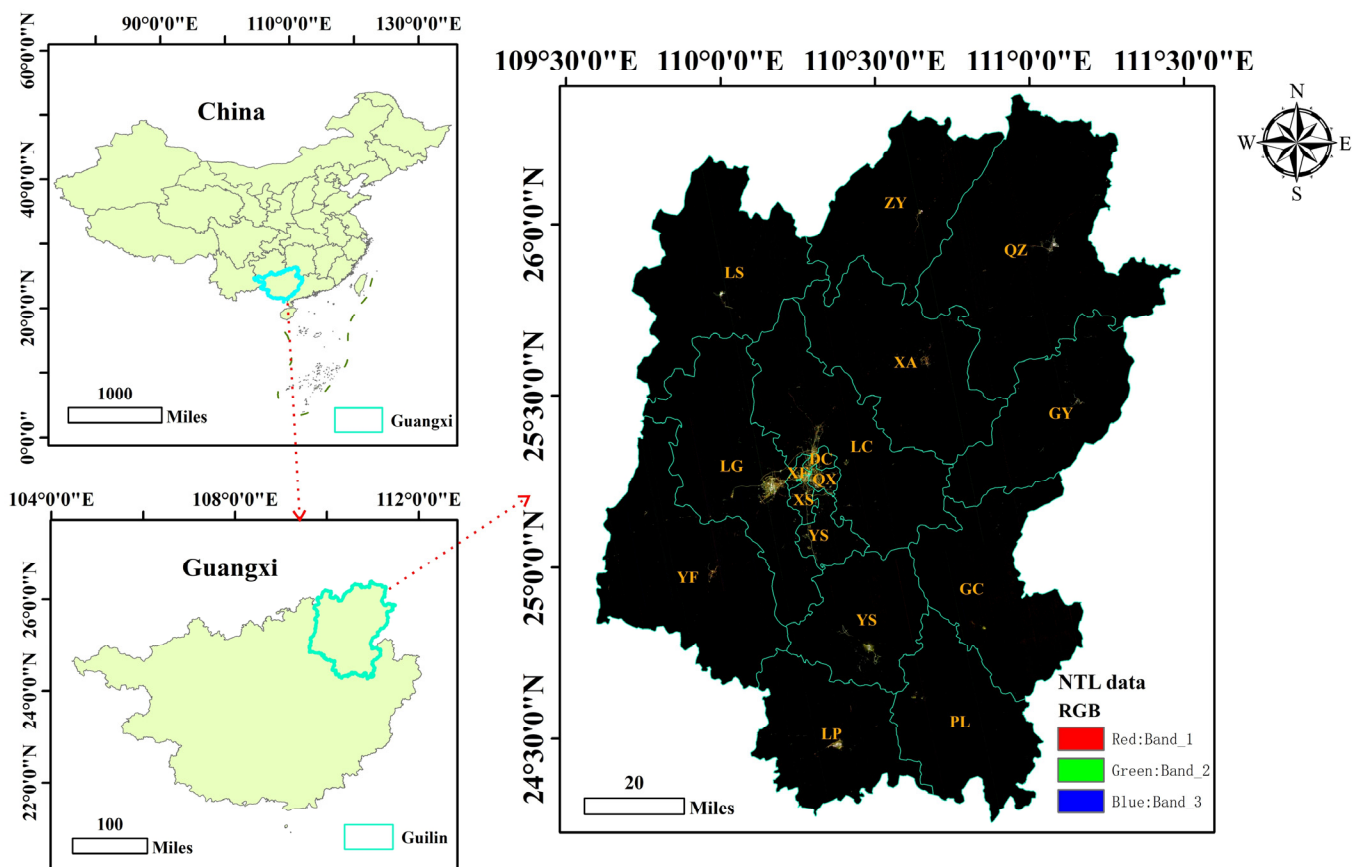 90°0'0"E 110°0'0"E 130°0'0"E
60°0'0"N
40°0'0"N
20°0'0"N
0°0'0"
China
1000
Miles
Guangxi
104°0'0"E 108°0'0"E 112°0'0"E
26°0'0"N
24°0'0"N
22°0'0"N
Guangxi
100
Miles
Guilin
109°30'0"E 110°0'0"E 110°30'0"E 111°0'0"E 111°30'0"E
26°0'0"N
25°30'0"N
25°0'0"N
24°30'0"N
ZY
QZ
LS
XA
GY
LC
DC
LG
QX
XS
YS
YF
GC
YS
PL
LP
20
Miles
NTL data
RGB
Red:Band_1
Green:Band_2
Blue:Band 3
N
W E
S